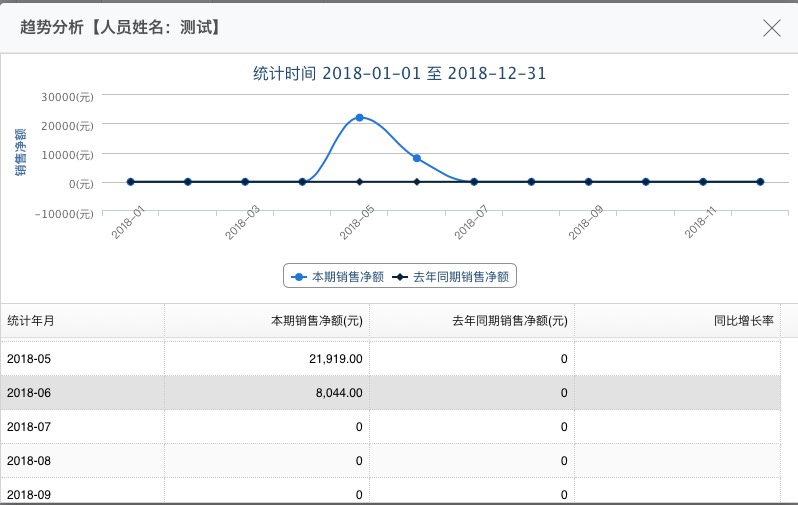 趋势分析【人员姓名：测试】
统计时间 2018-01-01 至 2018-12-31
30000(元)
20000(元)
10000(元)
0(元)
-10000(元)
销售净额
2018-01
2018-03
2018-05
2018-07
2018-09
2018-11
本期销售净额 去年同期销售净额
统计年月 本期销售净额(元) 去年同期销售净额(元) 同比增长率
2018-05 21,919.00 0
2018-06 8,044.00 0
2018-07 0 0
2018-08 0 0
2018-09 0 0